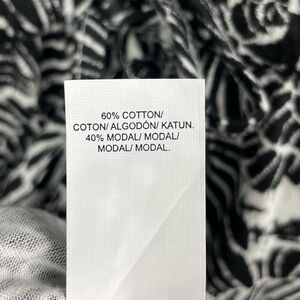 60% COTTON/
COTON/ ALGODÓN/ KATUN.
40% MODAL/ MODAL/
MODAL/ MODAL.